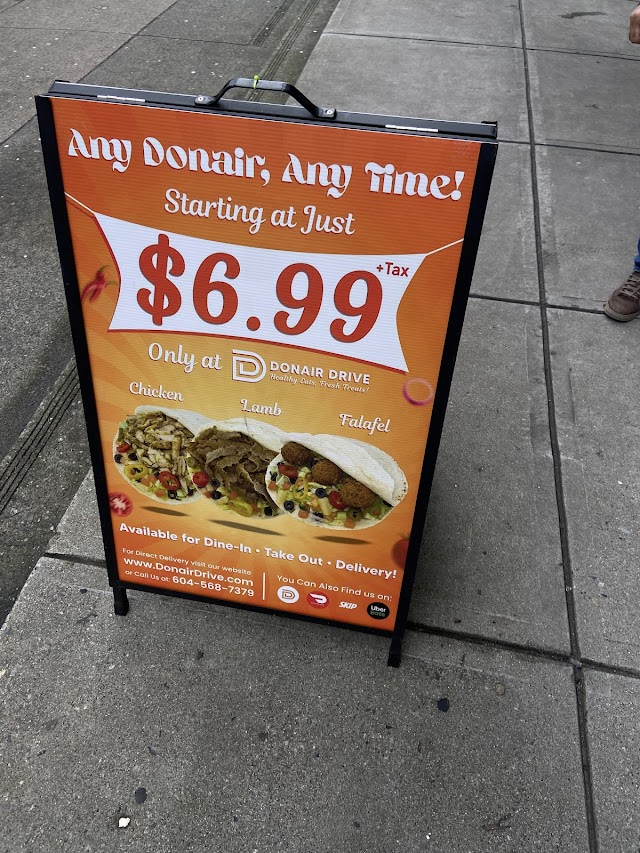 Any Donair, Any Time!
Starting at Just
$6.99 +Tax
Only at DONAIR DRIVE
Healthy Eats, Fresh Treats!
Chicken Lamb Falafel
Available for Dine-In • Take Out • Delivery!
For Direct Delivery visit our website
www.DonairDrive.com
or Call Us at: 604-568-7379
You Can Also Find us on:
SKIP
Uber
Eats